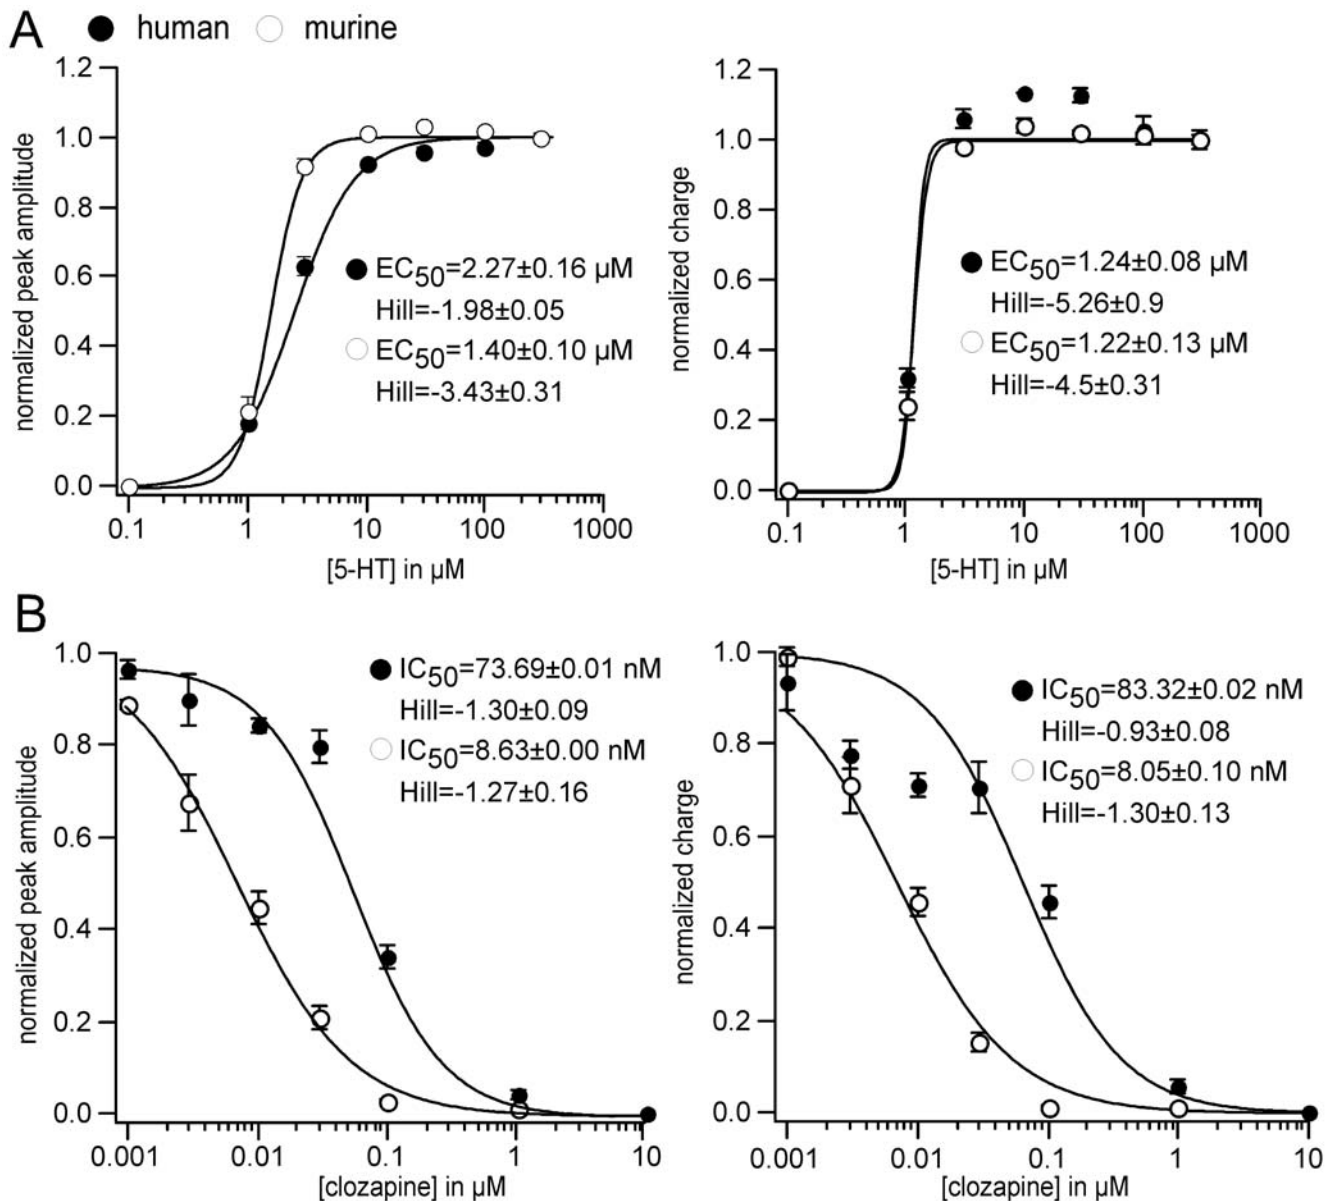 A
human murine
1.2
1.0
0.8
0.6
0.4
0.2
0.0
normalized peak amplitude
EC50=2.27±0.16 µM
Hill=-1.98±0.05
EC50=1.40±0.10 µM
Hill=-3.43±0.31
0.1 1 10 100 1000
[5-HT] in µM
1.2
1.0
0.8
0.6
0.4
0.2
0.0
normalized charge
EC50=1.24±0.08 µM
Hill=-5.26±0.9
EC50=1.22±0.13 µM
Hill=-4.5±0.31
0.1 1 10 100 1000
[5-HT] in µM
B
1.0
0.8
0.6
0.4
0.2
0.0
normalized peak amplitude
IC50=73.69±0.01 nM
Hill=-1.30±0.09
IC50=8.63±0.00 nM
Hill=-1.27±0.16
0.001 0.01 0.1 1 10
[clozapine] in µM
1.0
0.8
0.6
0.4
0.2
0.0
normalized charge
IC50=83.32±0.02 nM
Hill=-0.93±0.08
IC50=8.05±0.10 nM
Hill=-1.30±0.13
0.001 0.01 0.1 1 10
[clozapine] in µM